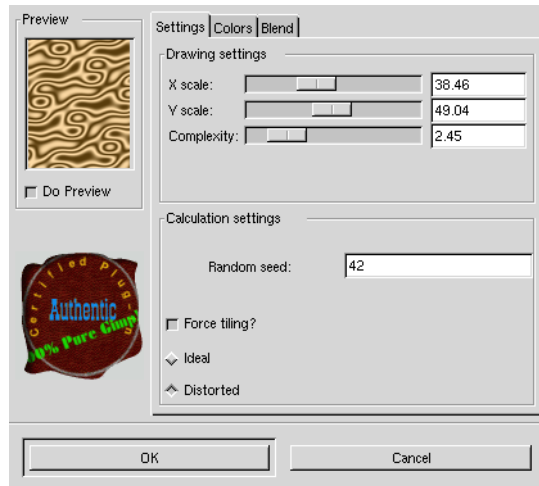 Preview
Do Preview
Certified Plug-in
Authentic
100% Pure Gimp!
Settings Colors Blend
Drawing settings
X scale: 38.46
Y scale: 49.04
Complexity: 2.45
Calculation settings
Random seed: 42
Force tiling?
Ideal
Distorted
OK Cancel